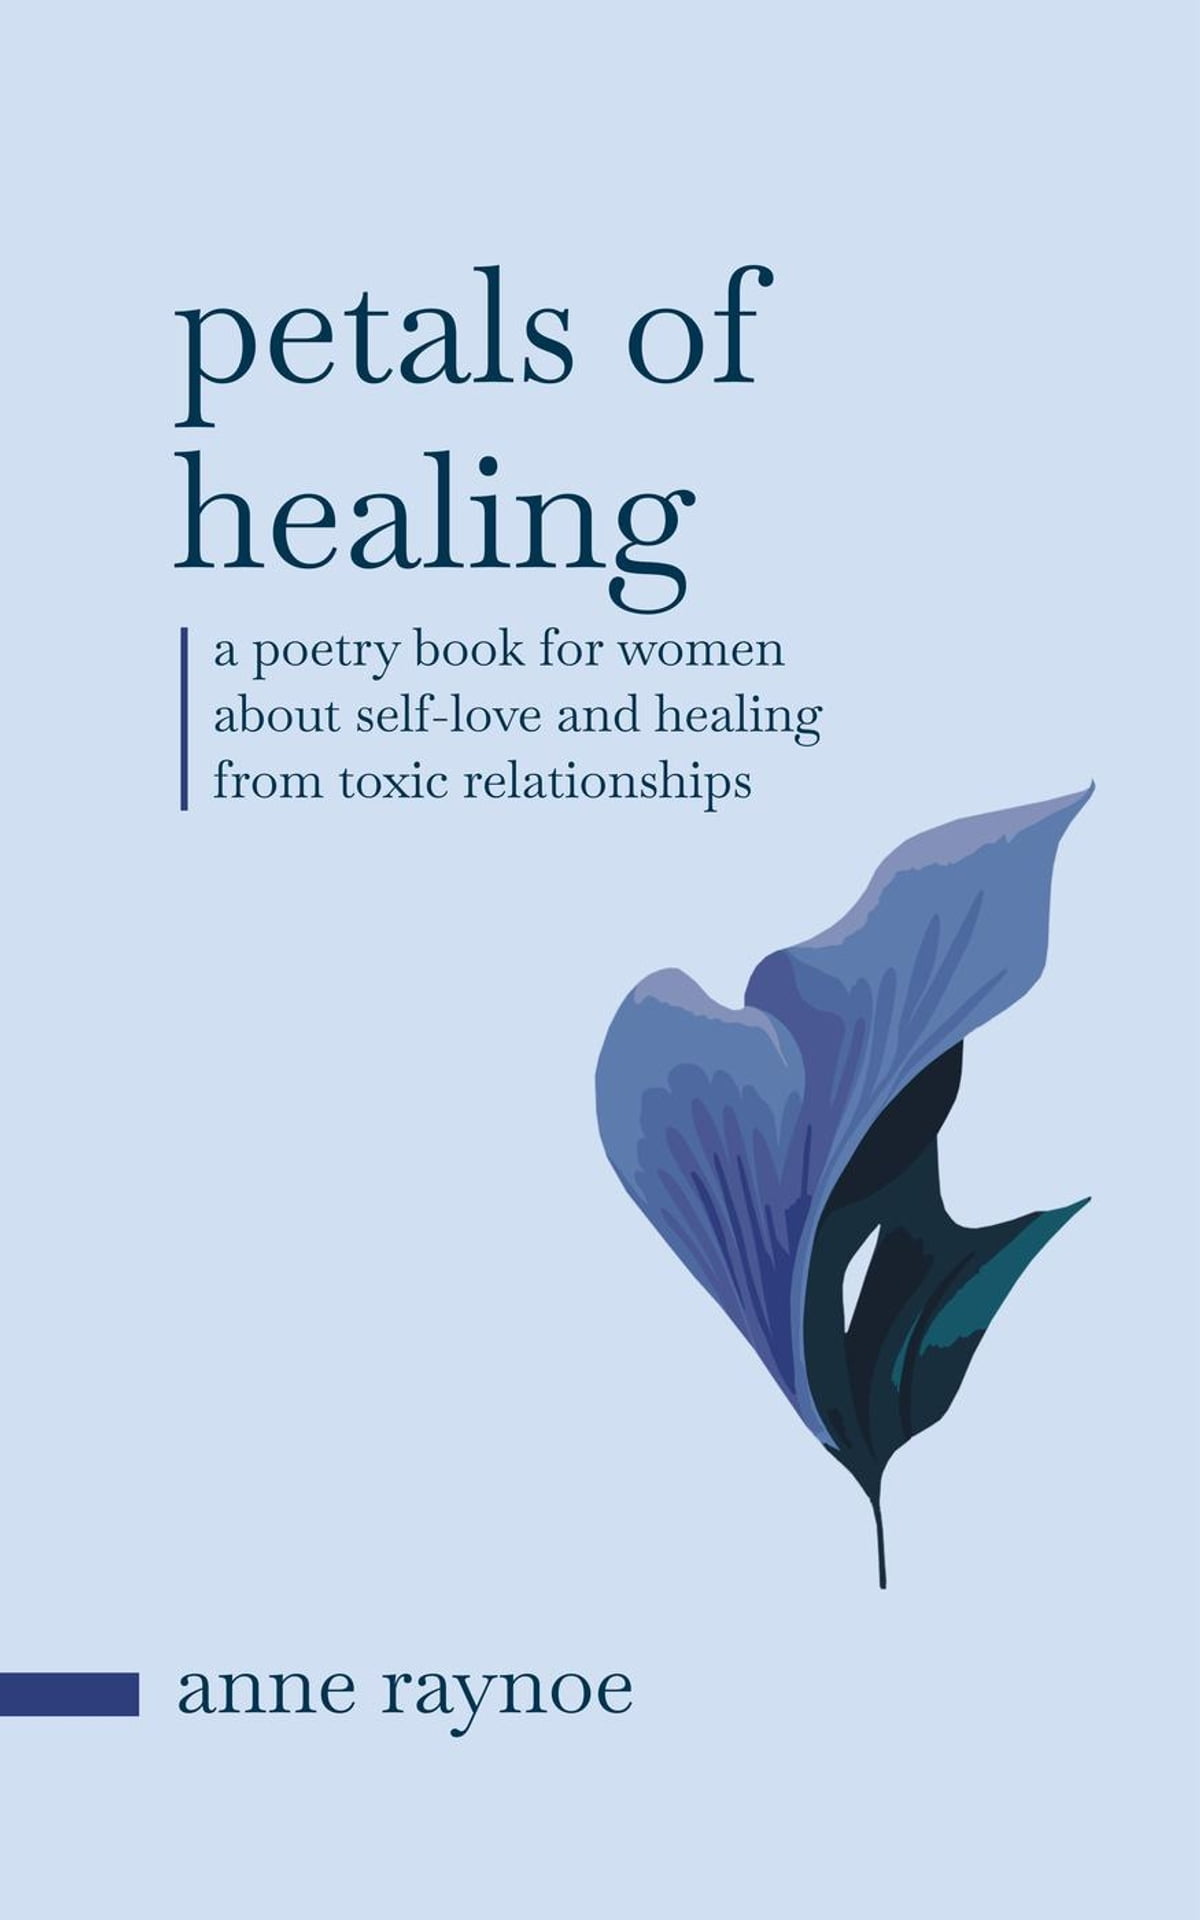 petals of
healing
a poetry book for women
about self-love and healing
from toxic relationships
anne raynoe